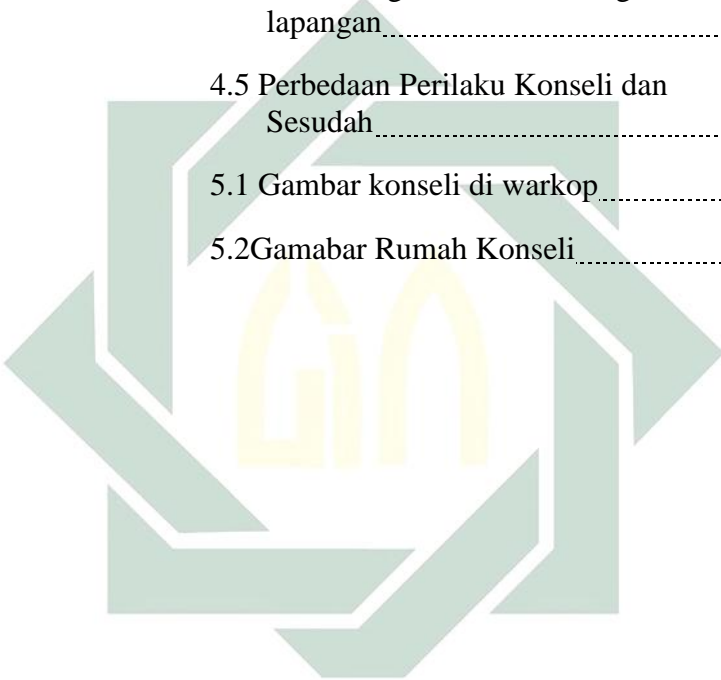 lapangan
4.5 Perbedaan Perilaku Konseli dan
Sesudah
5.1 Gambar konseli di warkop
5.2Gamabar Rumah Konseli